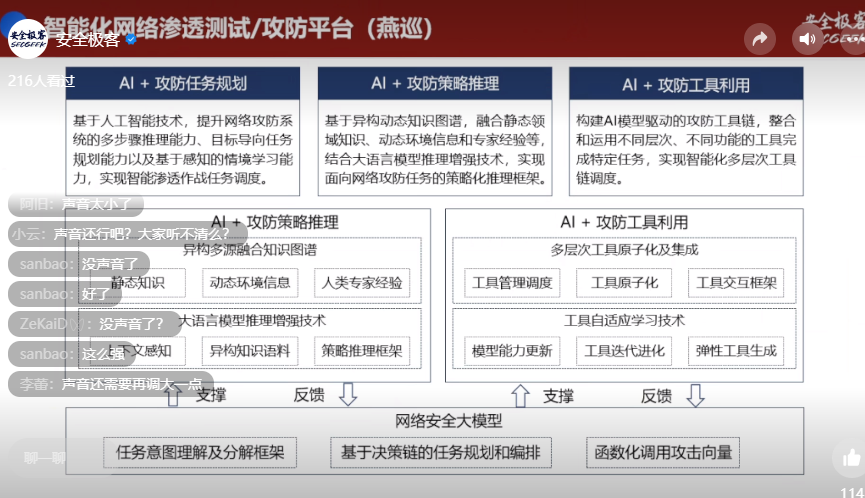 智能化网络渗透测试/攻防平台（燕巡）
安全极客
SECGEEK
安全极客
216人看过
AI + 攻防任务规划
基于人工智能技术，提升网络攻防系
统的多步骤推理能力、目标导向任务
规划能力以及基于感知的情境学习能
力，实现智能渗透作战任务调度。
AI + 攻防策略推理
基于异构动态知识图谱，融合静态领
域知识、动态环境信息和专家经验等，
结合大语言模型推理增强技术，实现
面向网络攻防任务的策略化推理框架。
AI + 攻防工具利用
构建AI模型驱动的攻防工具链，整合
和运用不同层次、不同功能的工具完
成特定任务，实现智能化多层次工具
链调度。
阿旧：声音太小了
小云：声音还行吧？大家听不清么？
sanbao：没声音了
sanbao：好了
ZeKaiD：没声音了？
sanbao：这么强
李蕾：声音还需要再调大一点
聊一聊
AI + 攻防策略推理
异构多源融合知识图谱
静态知识
动态环境信息
人类专家经验
大语言模型推理增强技术
上下文感知
异构知识语料
策略推理框架
AI + 攻防工具利用
多层次工具原子化及集成
工具管理调度
工具原子化
工具交互框架
工具自适应学习技术
模型能力更新
工具迭代进化
弹性工具生成
支撑
反馈
支撑
反馈
网络安全大模型
任务意图理解及分解框架
基于决策链的任务规划和编排
函数化调用攻击向量
114